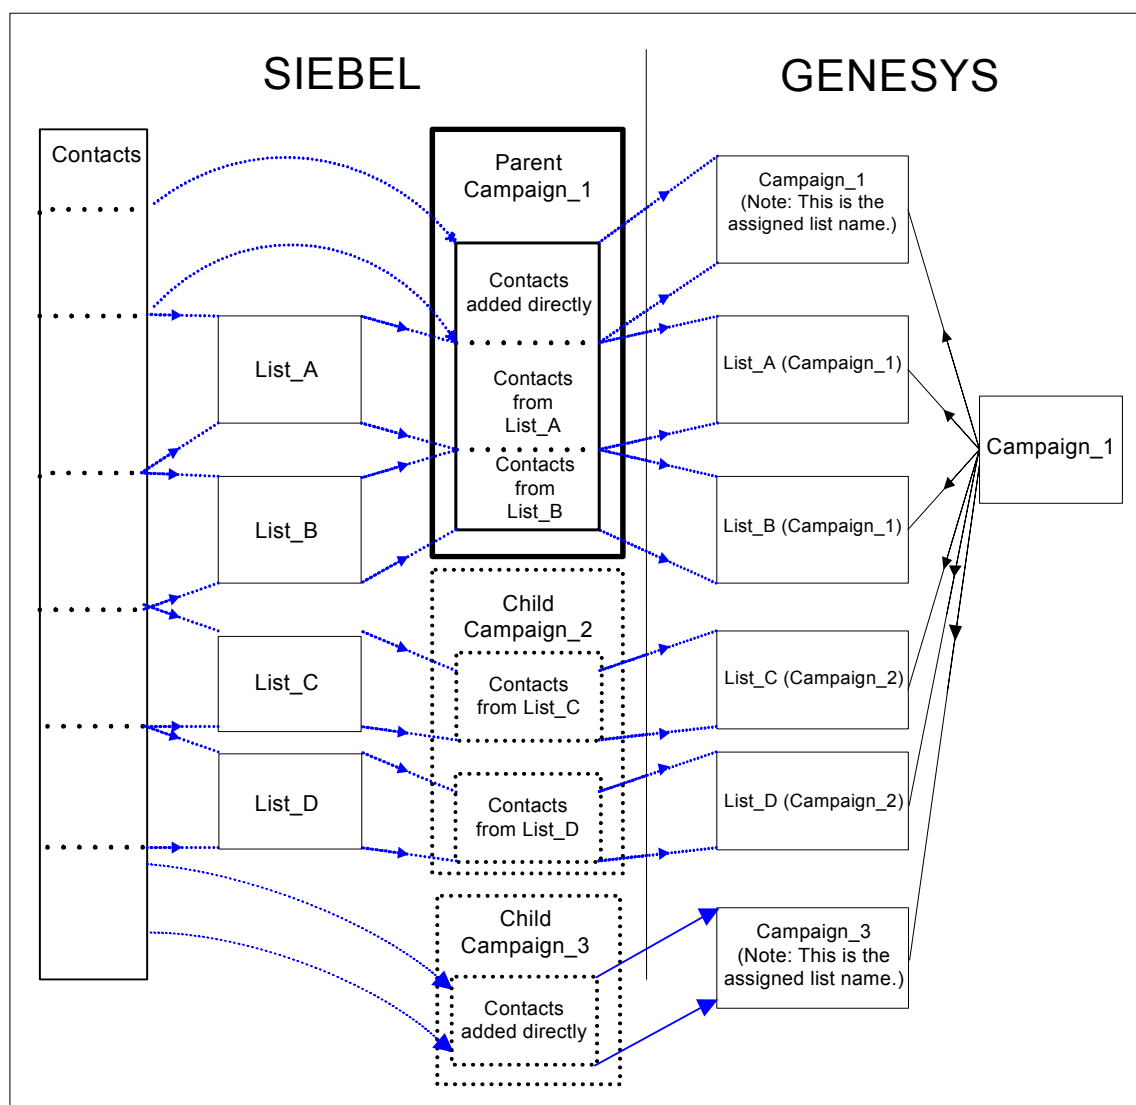 SIEBEL
GENESYS
Contacts
Parent
Campaign_1
Contacts
added directly
Contacts
from
List_A
Contacts
from
List_B
List_A
List_B
List_C
List_D
Child
Campaign_2
Contacts
from List_C
Contacts
from List_D
Child
Campaign_3
Contacts
added directly
Campaign_1
(Note: This is the
assigned list name.)
List_A (Campaign_1)
List_B (Campaign_1)
List_C (Campaign_2)
List_D (Campaign_2)
Campaign_3
(Note: This is the
assigned list name.)
Campaign_1